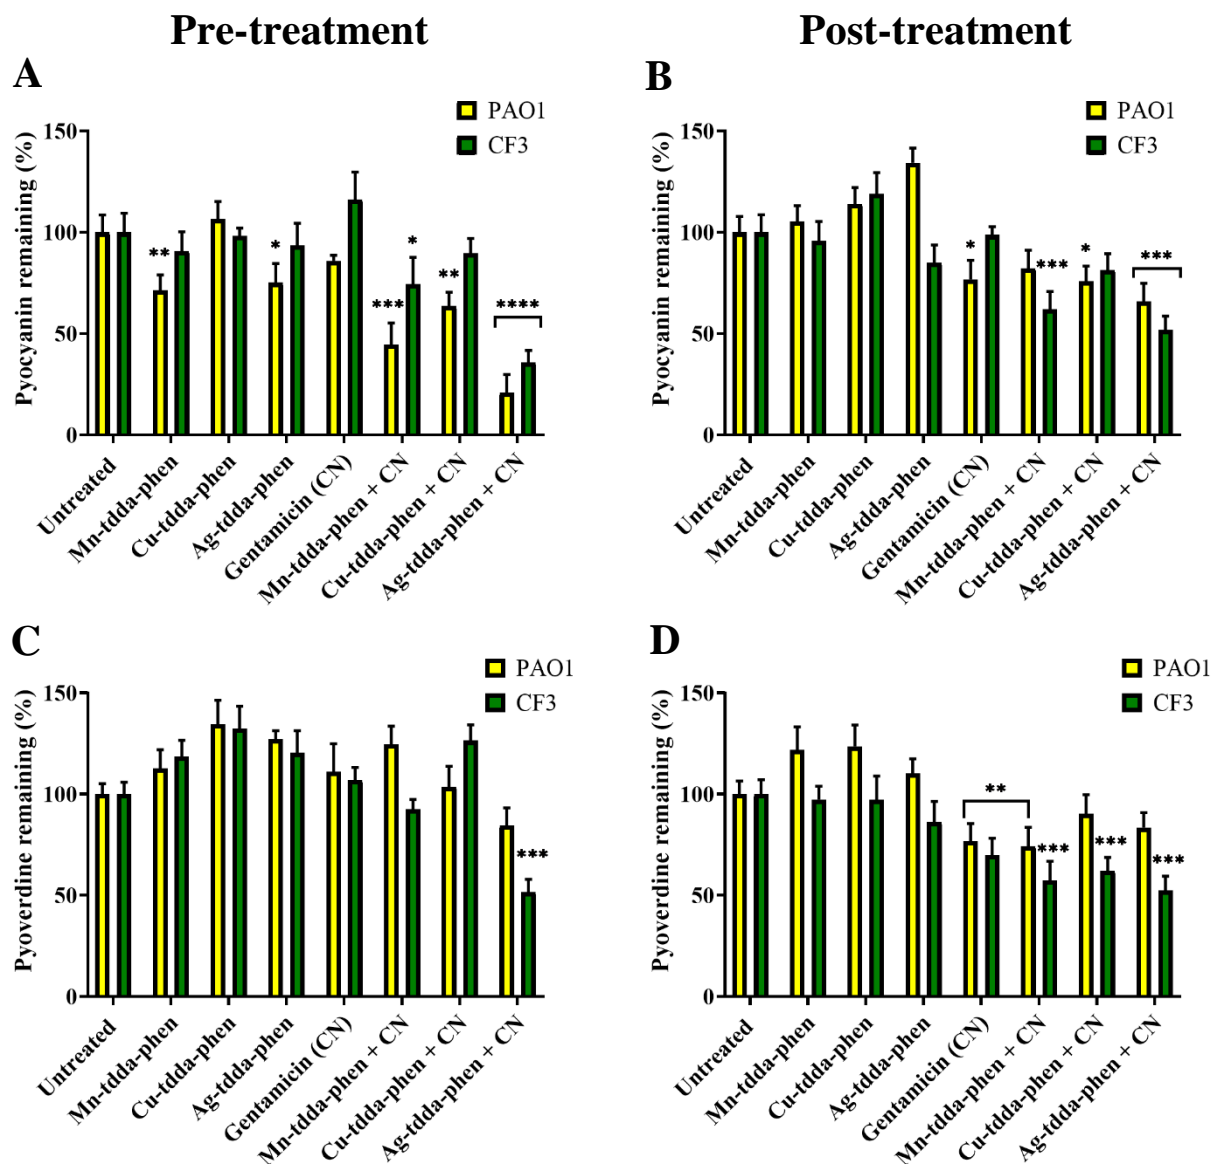 Pre-treatment
Post-treatment
A
PAO1
CF3
Pyocyanin remaining (%)
150
100
50
0
**
*
***
*
**
****
Untreated
Mn-tdda-phen
Cu-tdda-phen
Ag-tdda-phen
Gentamicin (CN)
Mn-tdda-phen + CN
Cu-tdda-phen + CN
Ag-tdda-phen + CN
B
PAO1
CF3
Pyocyanin remaining (%)
150
100
50
0
*
***
*
***
Untreated
Mn-tdda-phen
Cu-tdda-phen
Ag-tdda-phen
Gentamicin (CN)
Mn-tdda-phen + CN
Cu-tdda-phen + CN
Ag-tdda-phen + CN
C
PAO1
CF3
Pyoverdine remaining (%)
150
100
50
0
***
Untreated
Mn-tdda-phen
Cu-tdda-phen
Ag-tdda-phen
Gentamicin (CN)
Mn-tdda-phen + CN
Cu-tdda-phen + CN
Ag-tdda-phen + CN
D
PAO1
CF3
Pyoverdine remaining (%)
150
100
50
0
**
***
***
***
Untreated
Mn-tdda-phen
Cu-tdda-phen
Ag-tdda-phen
Gentamicin (CN)
Mn-tdda-phen + CN
Cu-tdda-phen + CN
Ag-tdda-phen + CN